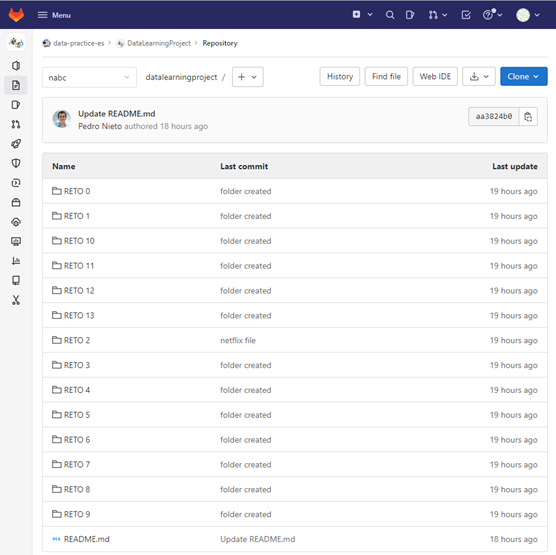 Menu
data-practice-es > DataLearningProject > Repository
nabc datalearningproject / + History Find file Web IDE Clone
Update README.md
Pedro Nieto authored 18 hours ago
aa3824b0
Name Last commit Last update
RETO 0 folder created 19 hours ago
RETO 1 folder created 19 hours ago
RETO 10 folder created 19 hours ago
RETO 11 folder created 19 hours ago
RETO 12 folder created 19 hours ago
RETO 13 folder created 19 hours ago
RETO 2 netflix file 19 hours ago
RETO 3 folder created 19 hours ago
RETO 4 folder created 19 hours ago
RETO 5 folder created 19 hours ago
RETO 6 folder created 19 hours ago
RETO 7 folder created 19 hours ago
RETO 8 folder created 19 hours ago
RETO 9 folder created 19 hours ago
README.md Update README.md 18 hours ago